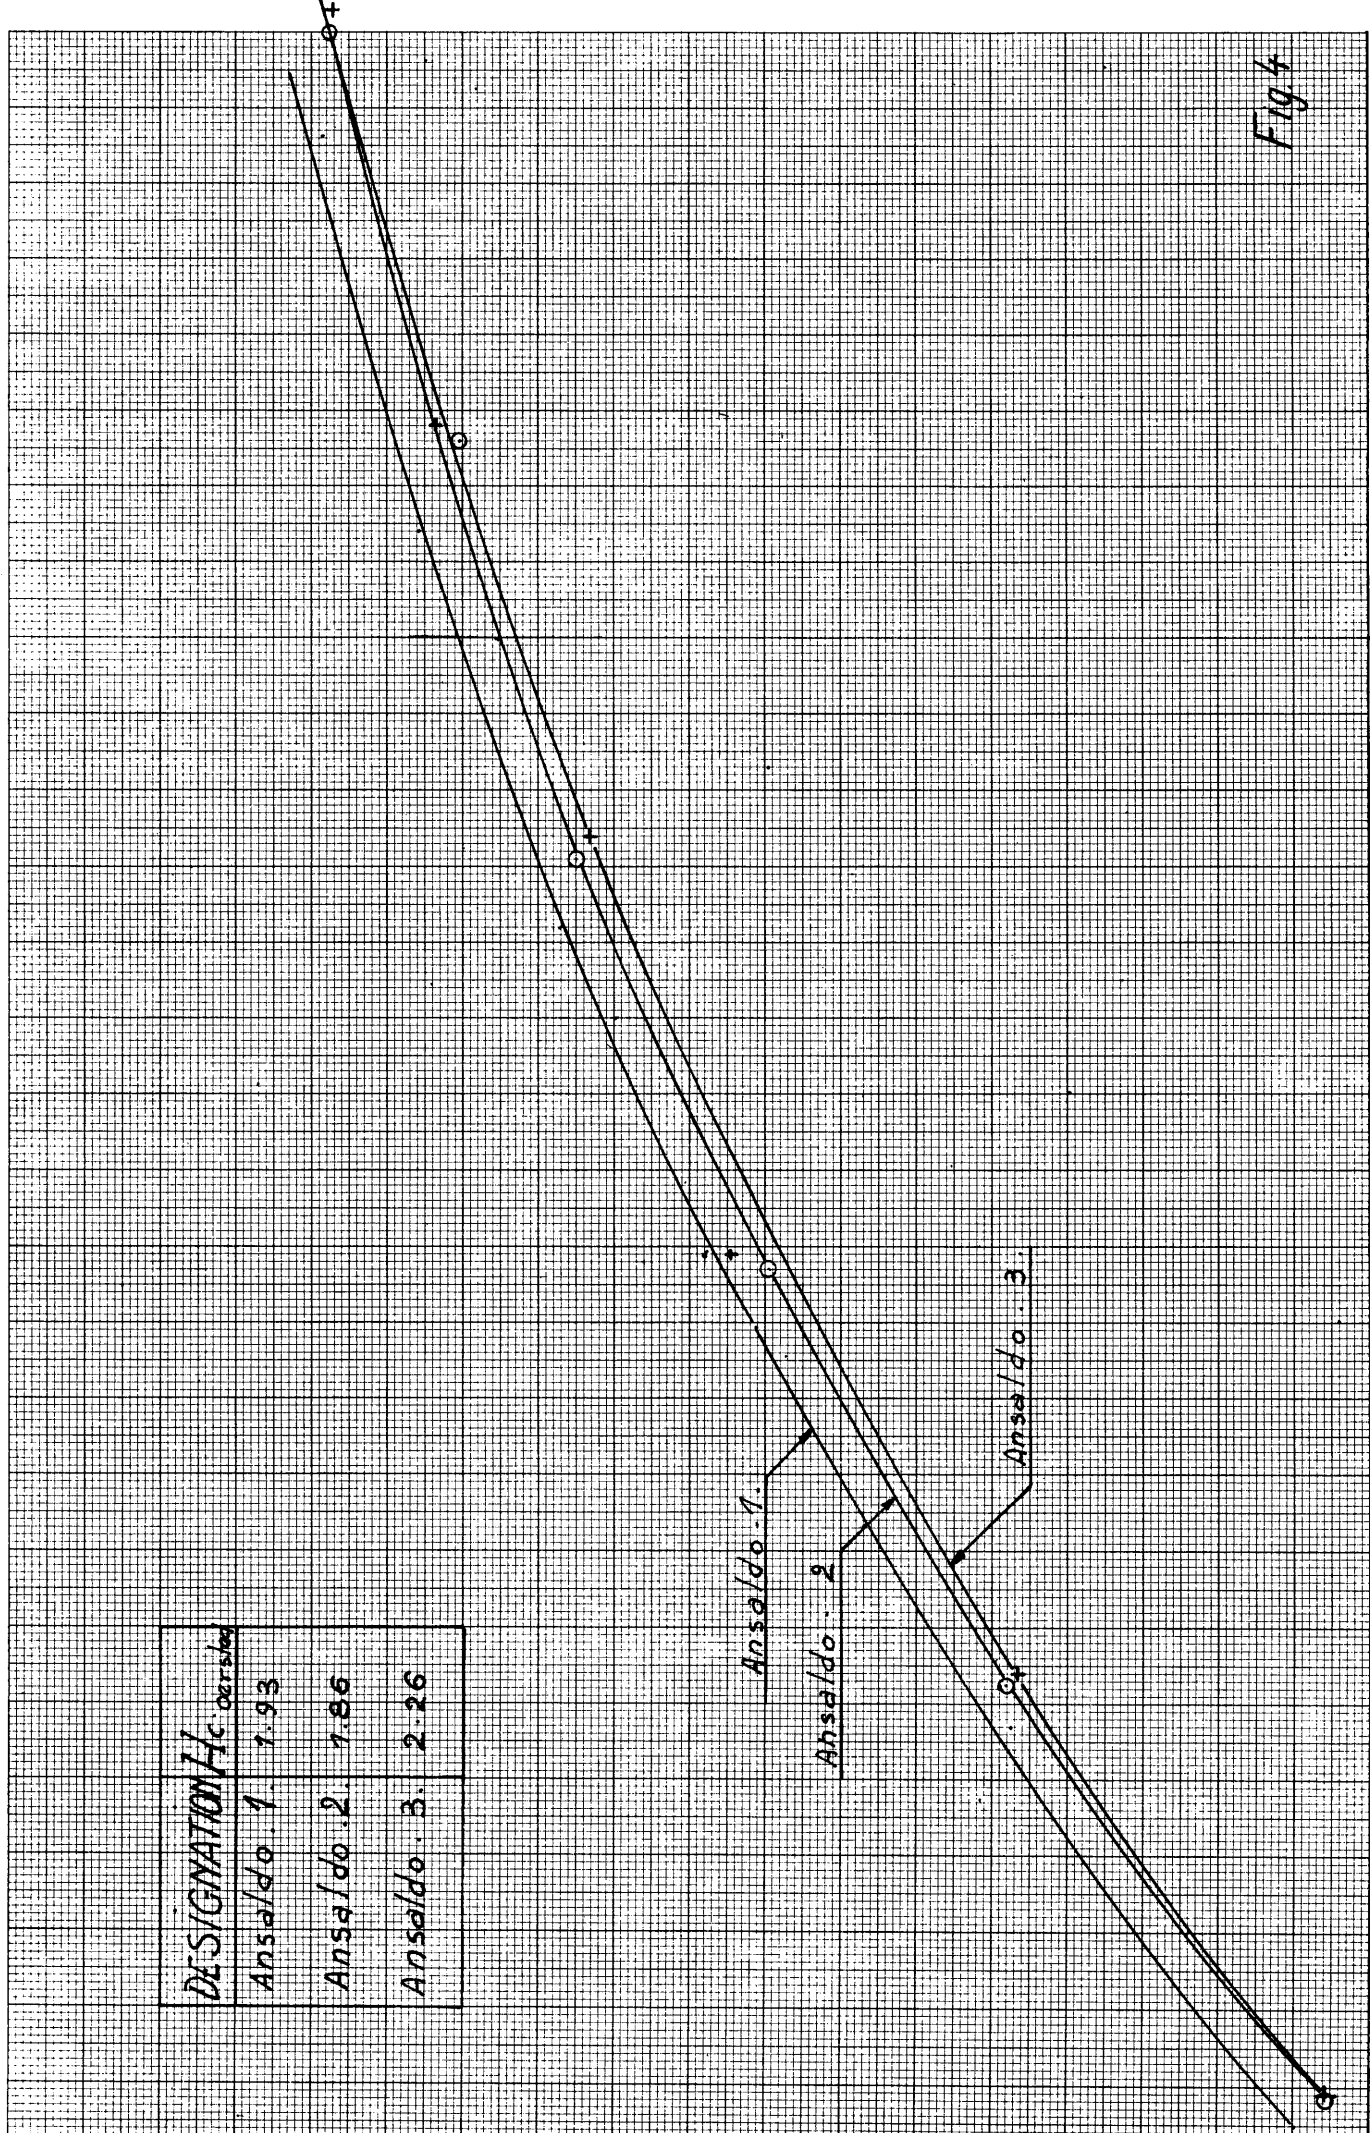 DESIGNATION Hc oersted
Ansaldo.1. 1.93
Ansaldo.2. 1.86
Ansaldo.3. 2.26
Ansaldo.1.
Ansaldo.2
Ansaldo.3.
Fig.4